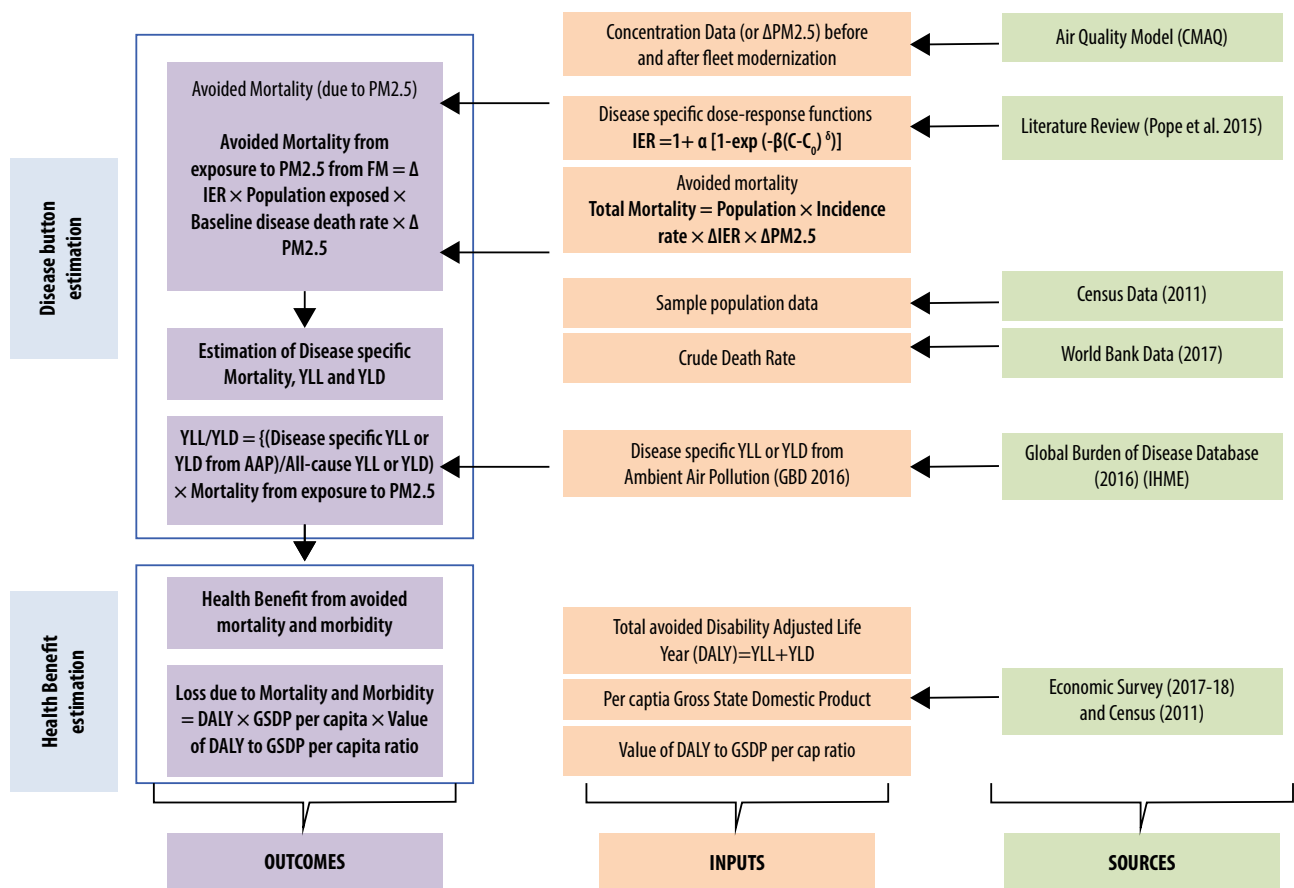 Disease button
estimation
Avoided Mortality (due to PM2.5)
Avoided Mortality from
exposure to PM2.5 from FM = Δ
IER × Population exposed ×
Baseline disease death rate × Δ
PM2.5
Estimation of Disease specific
Mortality, YLL and YLD
YLL/YLD = {(Disease specific YLL or
YLD from AAP)/All-cause YLL or YLD)
× Mortality from exposure to PM2.5
Concentration Data (or ΔPM2.5) before
and after fleet modernization
Disease specific dose-response functions
IER =1+ α [1-exp (-β(C-C₀) ᵟ)]
Avoided mortality
Total Mortality = Population × Incidence
rate × ΔIER × ΔPM2.5
Sample population data
Crude Death Rate
Disease specific YLL or YLD from
Ambient Air Pollution (GBD 2016)
Air Quality Model (CMAQ)
Literature Review (Pope et al. 2015)
Census Data (2011)
World Bank Data (2017)
Global Burden of Disease Database
(2016) (IHME)
Health Benefit
estimation
Health Benefit from avoided
mortality and morbidity
Loss due to Mortality and Morbidity
= DALY × GSDP per capita × Value
of DALY to GSDP per capita ratio
Total avoided Disability Adjusted Life
Year (DALY)=YLL+YLD
Per captia Gross State Domestic Product
Value of DALY to GSDP per cap ratio
Economic Survey (2017-18)
and Census (2011)
OUTCOMES
INPUTS
SOURCES